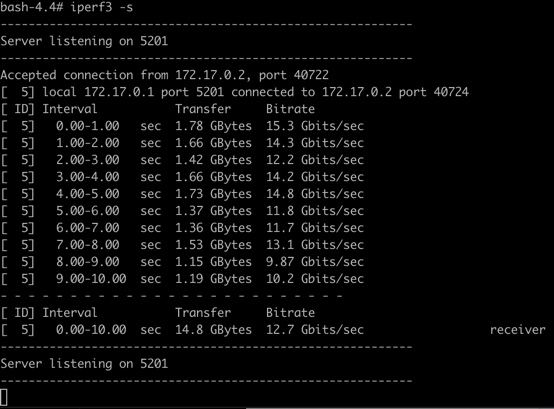 bash-4.4# iperf3 -s
-----------------------------------------------------------
Server listening on 5201
-----------------------------------------------------------
Accepted connection from 172.17.0.2, port 40722
[  5] local 172.17.0.1 port 5201 connected to 172.17.0.2 port 40724
[ ID] Interval           Transfer     Bitrate
[  5]   0.00-1.00   sec  1.78 GBytes  15.3 Gbits/sec
[  5]   1.00-2.00   sec  1.66 GBytes  14.3 Gbits/sec
[  5]   2.00-3.00   sec  1.42 GBytes  12.2 Gbits/sec
[  5]   3.00-4.00   sec  1.66 GBytes  14.2 Gbits/sec
[  5]   4.00-5.00   sec  1.73 GBytes  14.8 Gbits/sec
[  5]   5.00-6.00   sec  1.37 GBytes  11.8 Gbits/sec
[  5]   6.00-7.00   sec  1.36 GBytes  11.7 Gbits/sec
[  5]   7.00-8.00   sec  1.53 GBytes  13.1 Gbits/sec
[  5]   8.00-9.00   sec  1.15 GBytes  9.87 Gbits/sec
[  5]   9.00-10.00  sec  1.19 GBytes  10.2 Gbits/sec
- - - - - - - - - - - - - - - - - - - - - - - - -
[ ID] Interval           Transfer     Bitrate
[  5]   0.00-10.00  sec  14.8 GBytes  12.7 Gbits/sec                  receiver
-----------------------------------------------------------
Server listening on 5201
-----------------------------------------------------------